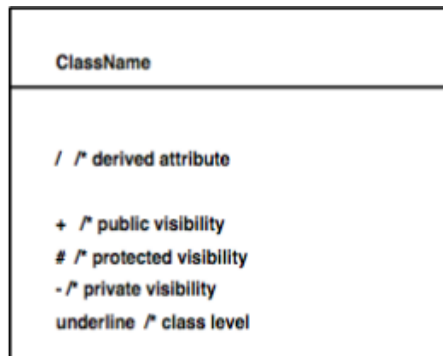 ClassName
/ /* derived attribute
+ /* public visibility
# /* protected visibility
- /* private visibility
underline /* class level